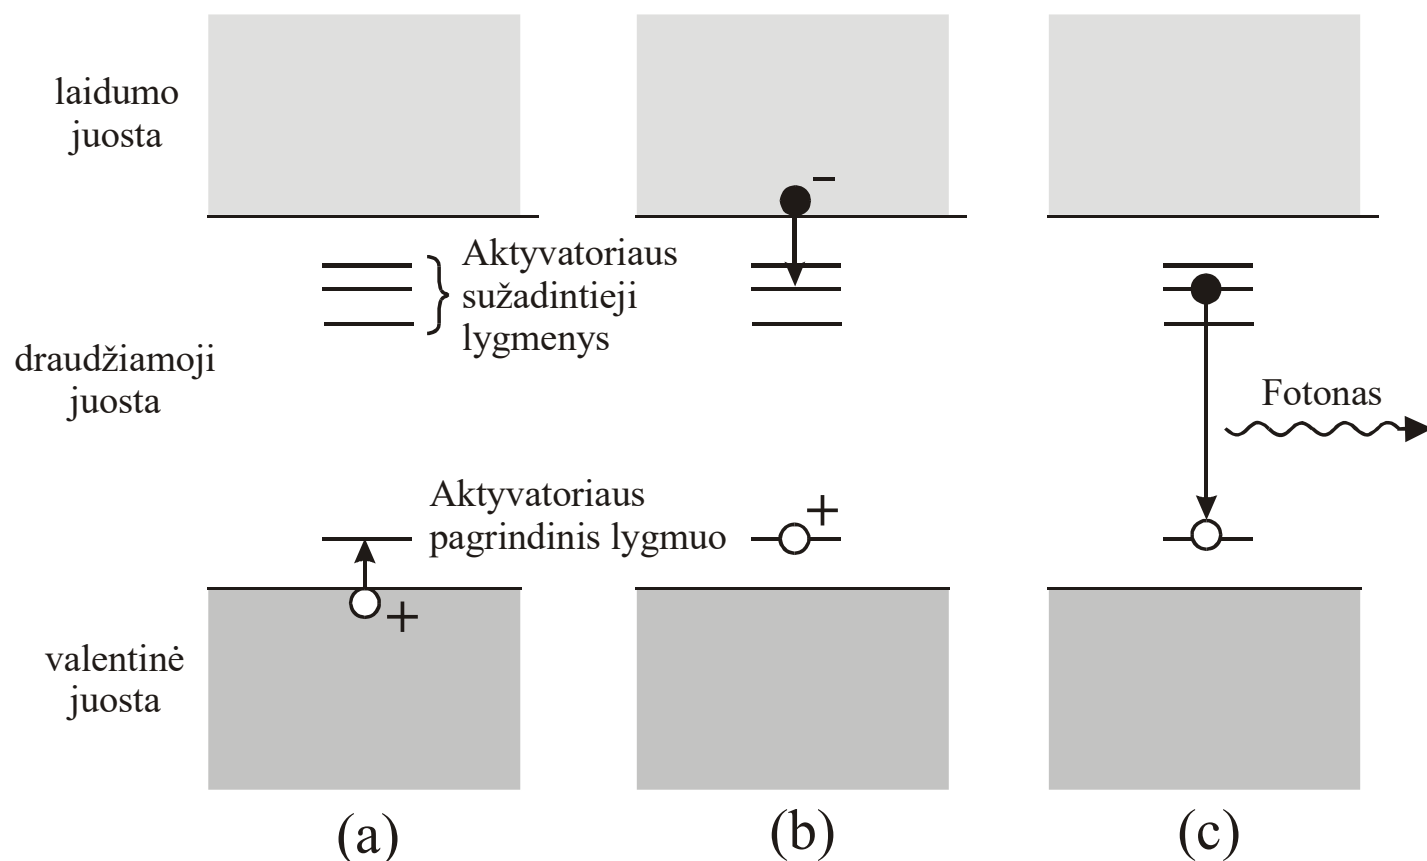 laidumo
juosta
–
Aktyvatoriaus
sužadintieji
lygmenys
draudžiamoji
juosta
Fotonas
Aktyvatoriaus
pagrindinis lygmuo
+
+
valentinė
juosta
(a)
(b)
(c)